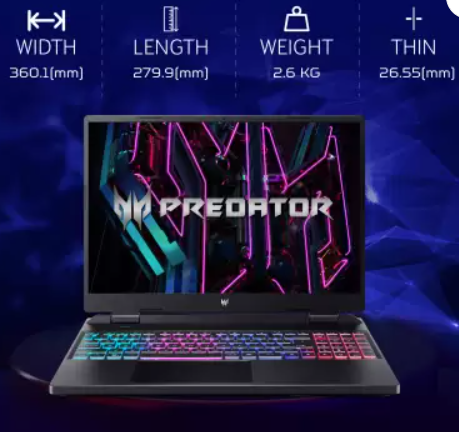 WIDTH LENGTH WEIGHT THIN
360.1(mm) 279.9(mm) 2.6 KG 26.55(mm)
PREDATOR